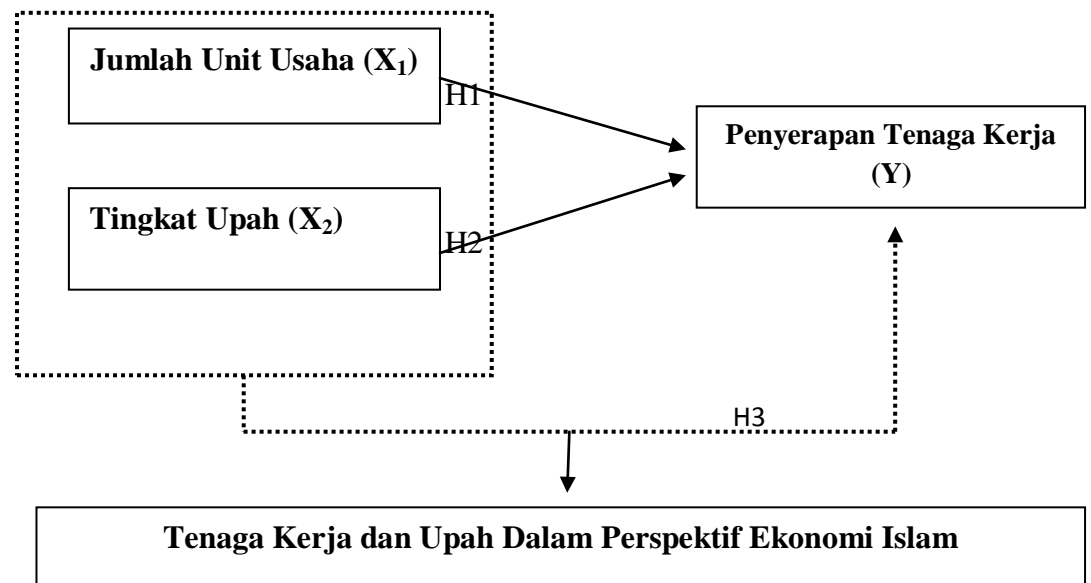 Jumlah Unit Usaha (X₁)
H1
Penyerapan Tenaga Kerja
(Y)
Tingkat Upah (X₂)
H2
H3
Tenaga Kerja dan Upah Dalam Perspektif Ekonomi Islam